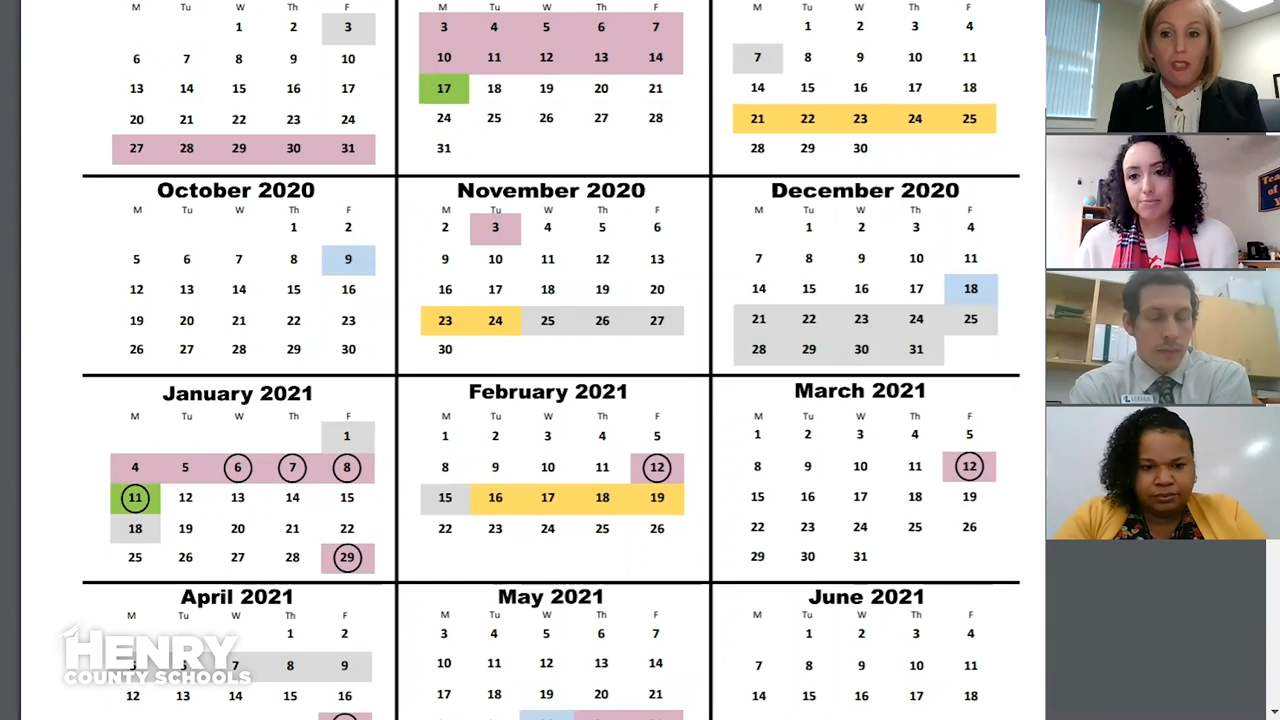 M Tu W Th F
1 2 3
6 7 8 9 10
13 14 15 16 17
20 21 22 23 24
27 28 29 30 31
M Tu W Th F
3 4 5 6 7
10 11 12 13 14
17 18 19 20 21
24 25 26 27 28
31
M Tu W Th F
1 2 3 4
7 8 9 10 11
14 15 16 17 18
21 22 23 24 25
28 29 30
October 2020
M Tu W Th F
1 2
5 6 7 8 9
12 13 14 15 16
19 20 21 22 23
26 27 28 29 30
November 2020
M Tu W Th F
2 3 4 5 6
9 10 11 12 13
16 17 18 19 20
23 24 25 26 27
30
December 2020
M Tu W Th F
1 2 3 4
7 8 9 10 11
14 15 16 17 18
21 22 23 24 25
28 29 30 31
January 2021
M Tu W Th F
1
4 5 6 7 8
11 12 13 14 15
18 19 20 21 22
25 26 27 28 29
February 2021
M Tu W Th F
1 2 3 4 5
8 9 10 11 12
15 16 17 18 19
22 23 24 25 26
March 2021
M Tu W Th F
1 2 3 4 5
8 9 10 11 12
15 16 17 18 19
22 23 24 25 26
29 30 31
April 2021
M Tu W Th F
1 2
7 8 9
12 13 14 15 16
May 2021
M Tu W Th F
3 4 5 6 7
10 11 12 13 14
17 18 19 20 21
June 2021
M Tu W Th F
1 2 3 4
7 8 9 10 11
14 15 16 17 18
HENRY
COUNTY SCHOOLS